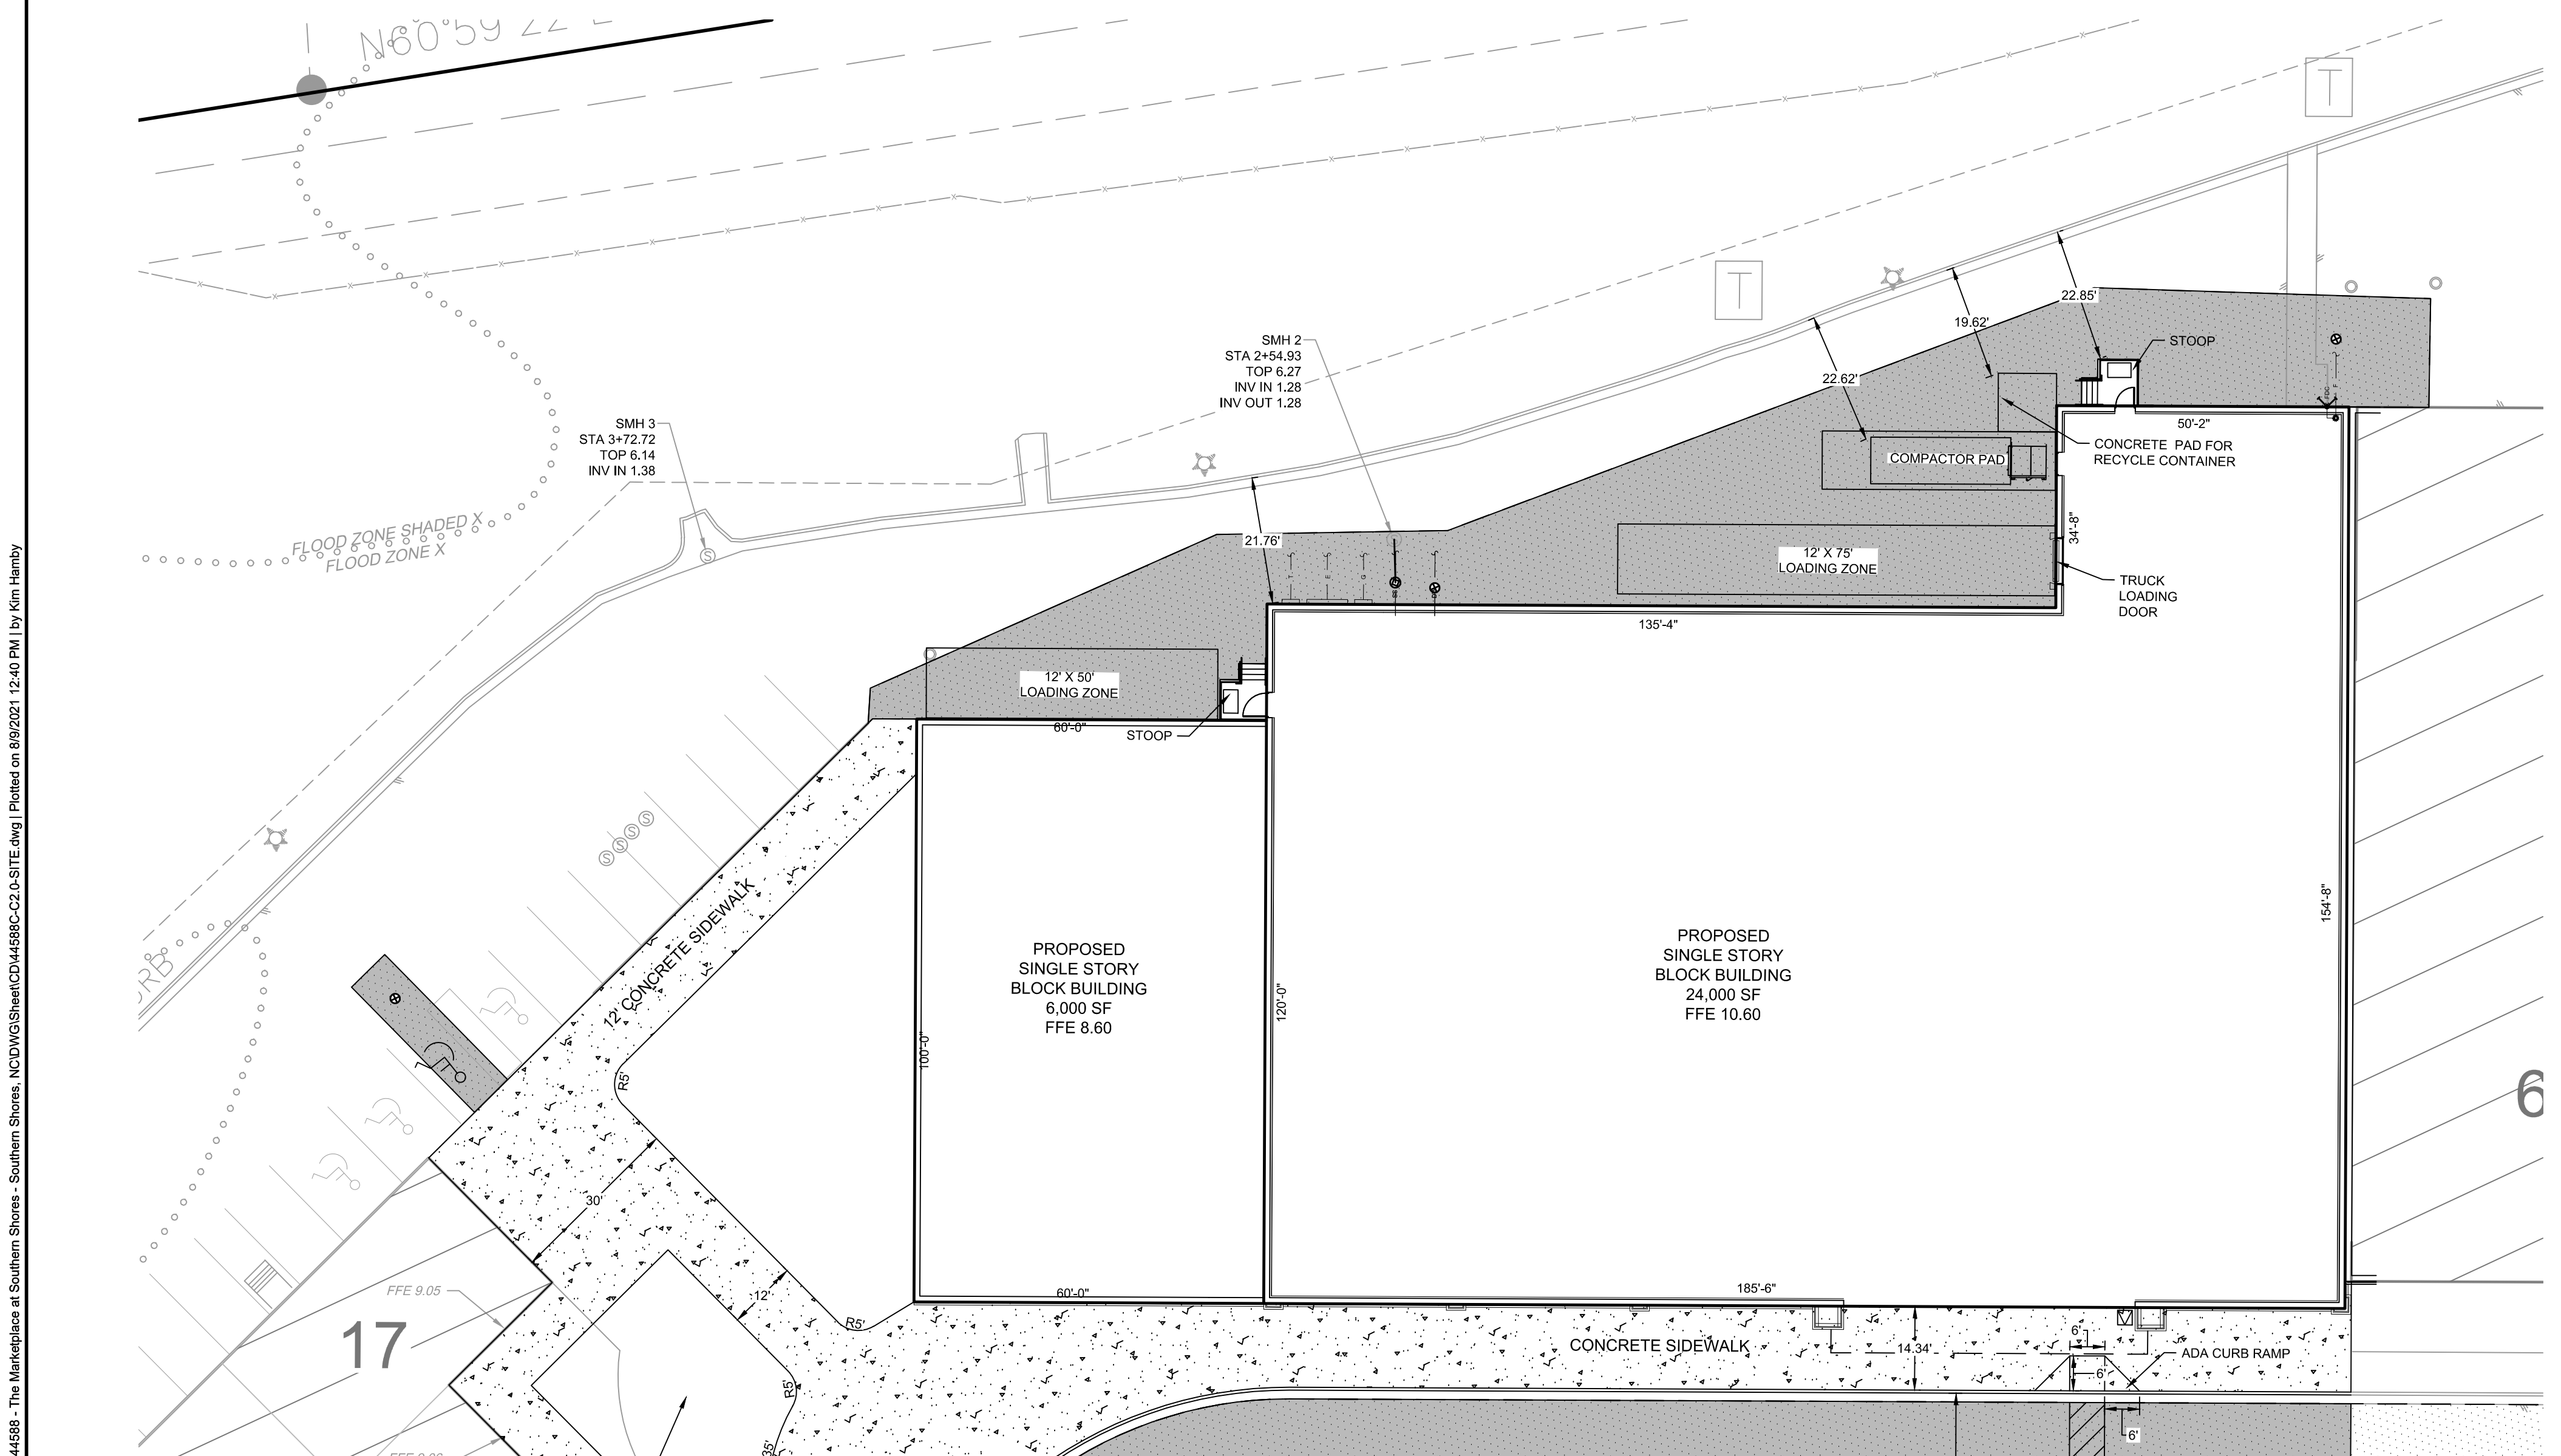 N60°59'22" E
T
22.85'
19.62'
STOOP
22.62'
SMH 2
STA 2+54.93
TOP 6.27
INV IN 1.28
INV OUT 1.28
50'-2"
SMH 3
STA 3+72.72
TOP 6.14
INV IN 1.38
CONCRETE PAD FOR
RECYCLE CONTAINER
COMPACTOR PAD
T
34'-8"
FLOOD ZONE SHADED X
FLOOD ZONE X
21.76'
12' X 75'
LOADING ZONE
T
E
G
F
TRUCK
LOADING
DOOR
135'-4"
12' X 50'
LOADING ZONE
60'-0"
STOOP
S
S
S
S
S
12' CONCRETE SIDEWALK
154'-8"
PROPOSED
SINGLE STORY
BLOCK BUILDING
6,000 SF
FFE 8.60
PROPOSED
SINGLE STORY
BLOCK BUILDING
24,000 SF
FFE 10.60
120'-0"
100'-0"
R5'
6
30'
FFE 9.05
12'
60'-0"
185'-6"
R5'
17
CONCRETE SIDEWALK
14.34'
6'
ADA CURB RAMP
6'
R5'
6'
35'
44588 - The Marketplace at Southern Shores - Southern Shores, NC\DWG\Sheet\CD\44588C-C2.0-SITE.dwg | Plotted on 8/9/2021 12:40 PM | by Kim Hamby